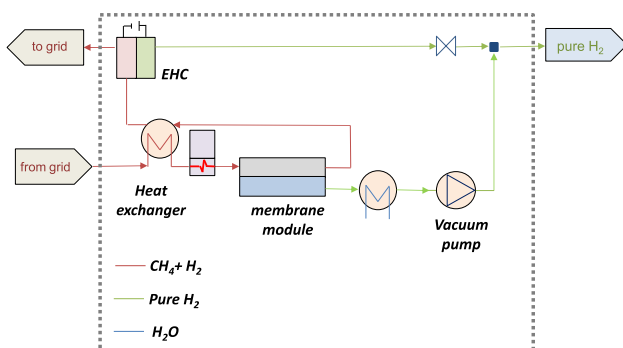 to grid
pure H₂
EHC
from grid
Heat
exchanger
membrane
module
Vacuum
pump
CH₄+ H₂
Pure H₂
H₂O